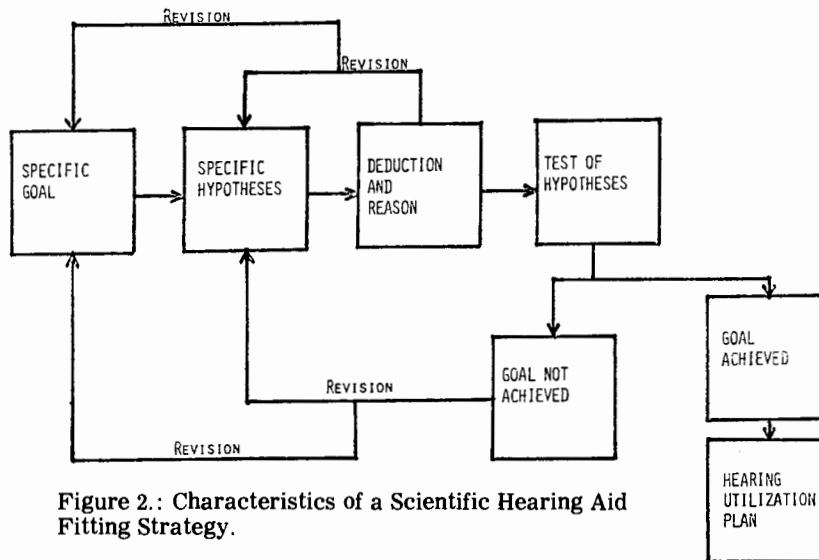 REVISION
REVISION
SPECIFIC
GOAL
SPECIFIC
HYPOTHESES
DEDUCTION
AND
REASON
TEST OF
HYPOTHESES
GOAL NOT
ACHIEVED
GOAL
ACHIEVED
REVISION
REVISION
HEARING
UTILIZATION
PLAN
Figure 2.: Characteristics of a Scientific Hearing Aid
Fitting Strategy.